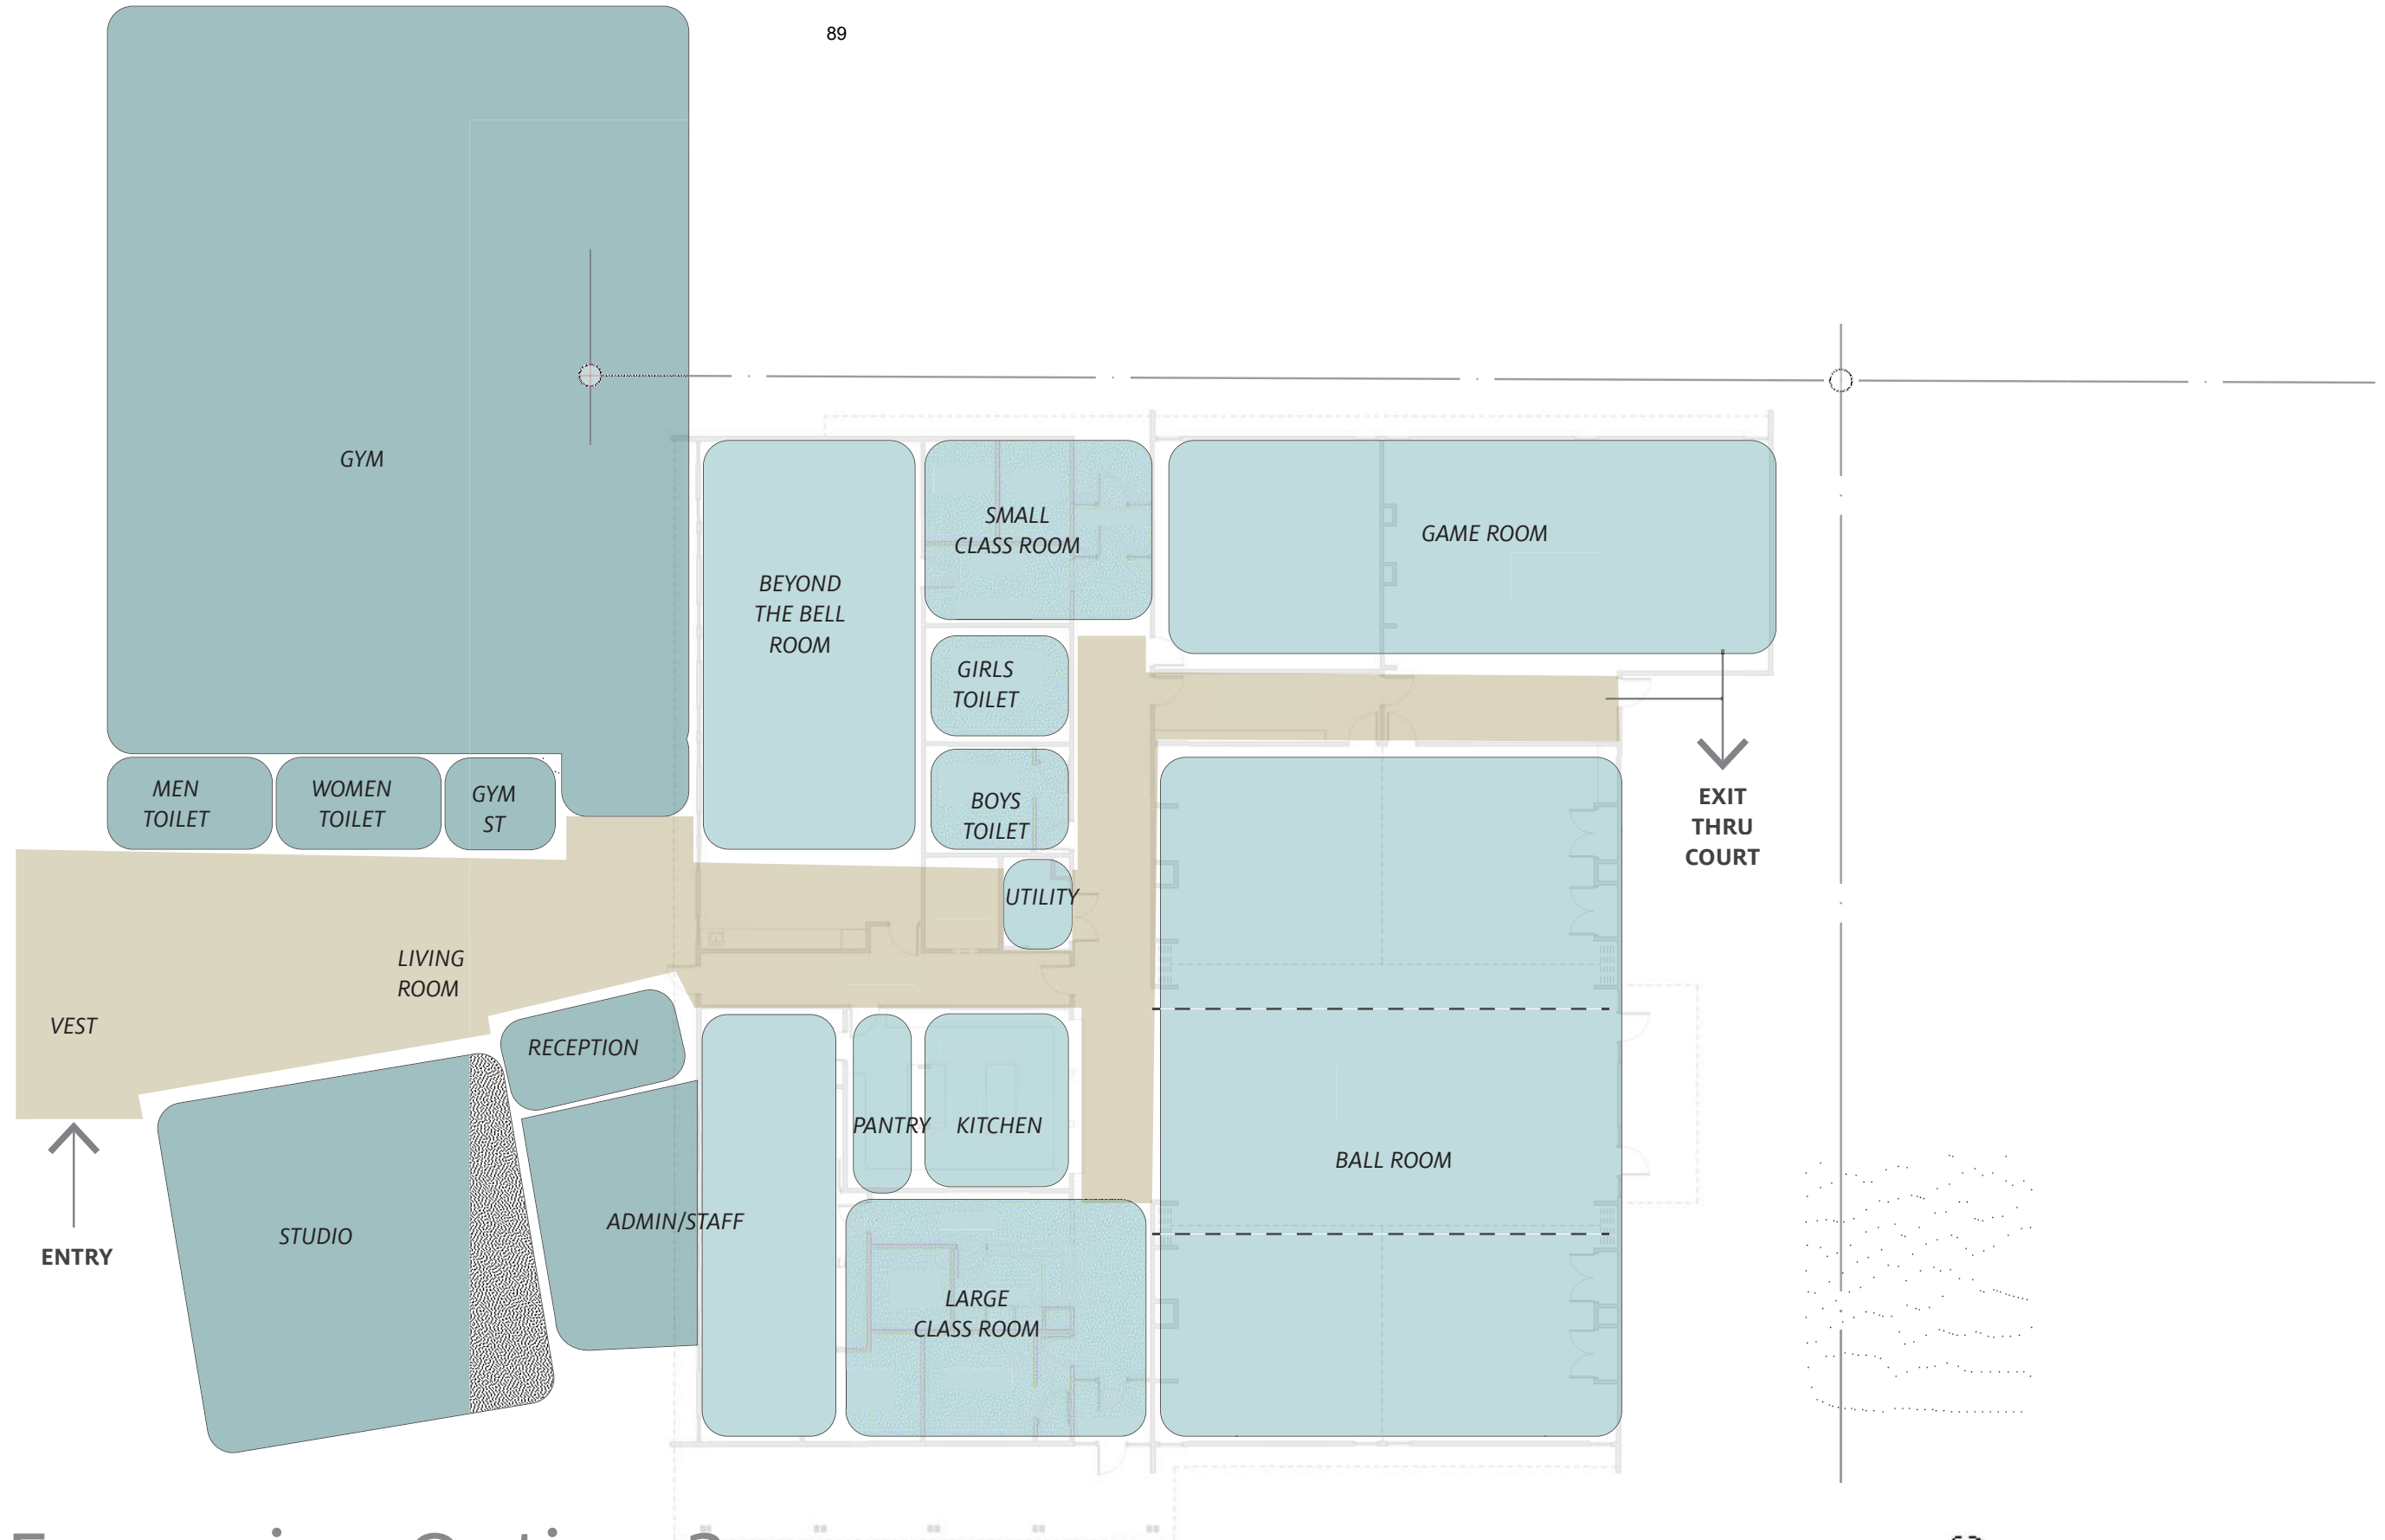 89
GYM
SMALL
CLASS ROOM
GAME ROOM
BEYOND
THE BELL
ROOM
GIRLS
TOILET
MEN
TOILET
WOMEN
TOILET
GYM
ST
BOYS
TOILET
EXIT
THRU
COURT
UTILITY
LIVING
ROOM
VEST
RECEPTION
PANTRY
KITCHEN
BALL ROOM
STUDIO
ADMIN/STAFF
ENTRY
LARGE
CLASS ROOM